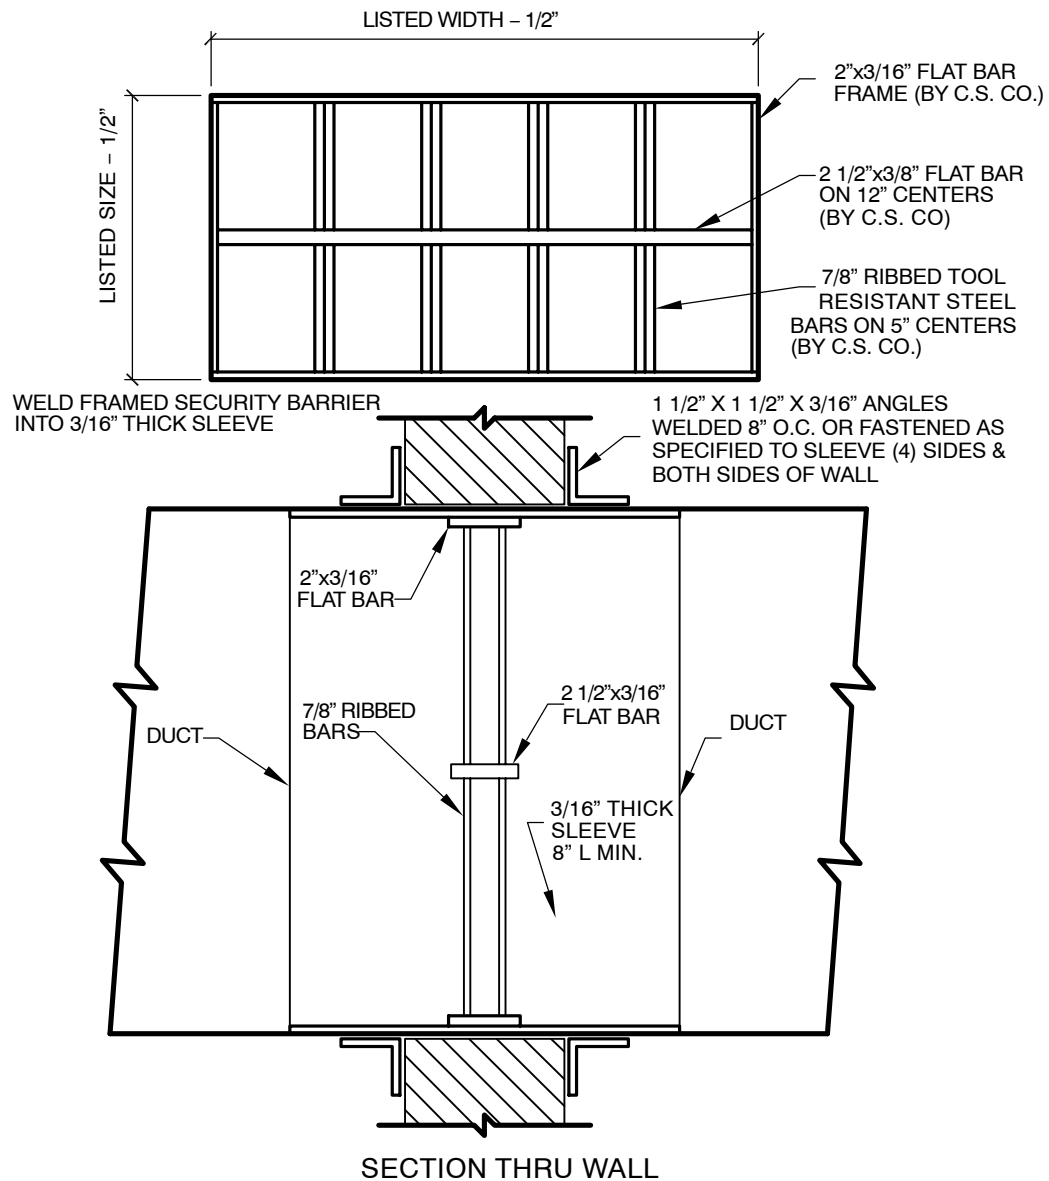 LISTED WIDTH – 1/2”
2”x3/16” FLAT BAR
FRAME (BY C.S. CO.)
LISTED SIZE – 1/2”
2 1/2”x3/8” FLAT BAR
ON 12” CENTERS
(BY C.S. CO)
7/8” RIBBED TOOL
RESISTANT STEEL
BARS ON 5” CENTERS
(BY C.S. CO.)
WELD FRAMED SECURITY BARRIER
INTO 3/16” THICK SLEEVE
1 1/2” X 1 1/2” X 3/16” ANGLES
WELDED 8” O.C. OR FASTENED AS
SPECIFIED TO SLEEVE (4) SIDES &
BOTH SIDES OF WALL
2”x3/16”
FLAT BAR
7/8” RIBBED
BARS
2 1/2”x3/16”
FLAT BAR
DUCT
DUCT
3/16” THICK
SLEEVE
8” L MIN.
SECTION THRU WALL